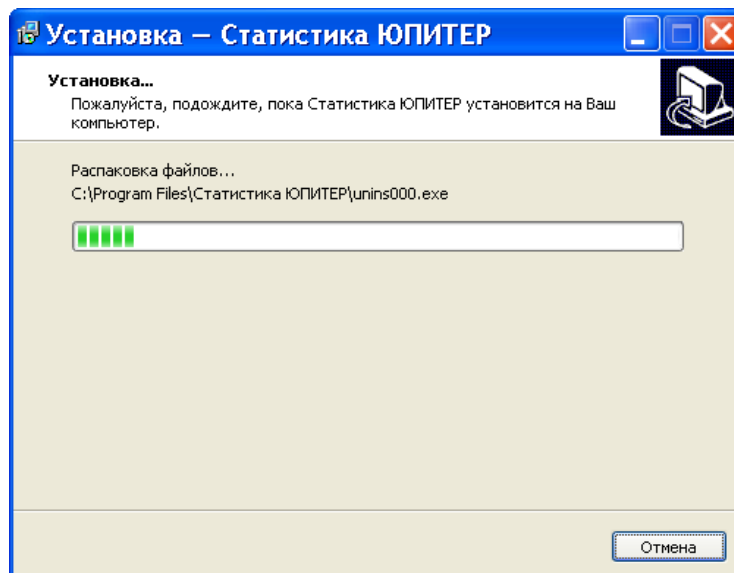 Установка — Статистика ЮПИТЕР
Установка...
Пожалуйста, подождите, пока Статистика ЮПИТЕР установится на Ваш
компьютер.
Распаковка файлов...
C:\Program Files\Статистика ЮПИТЕР\unins000.exe
Отмена